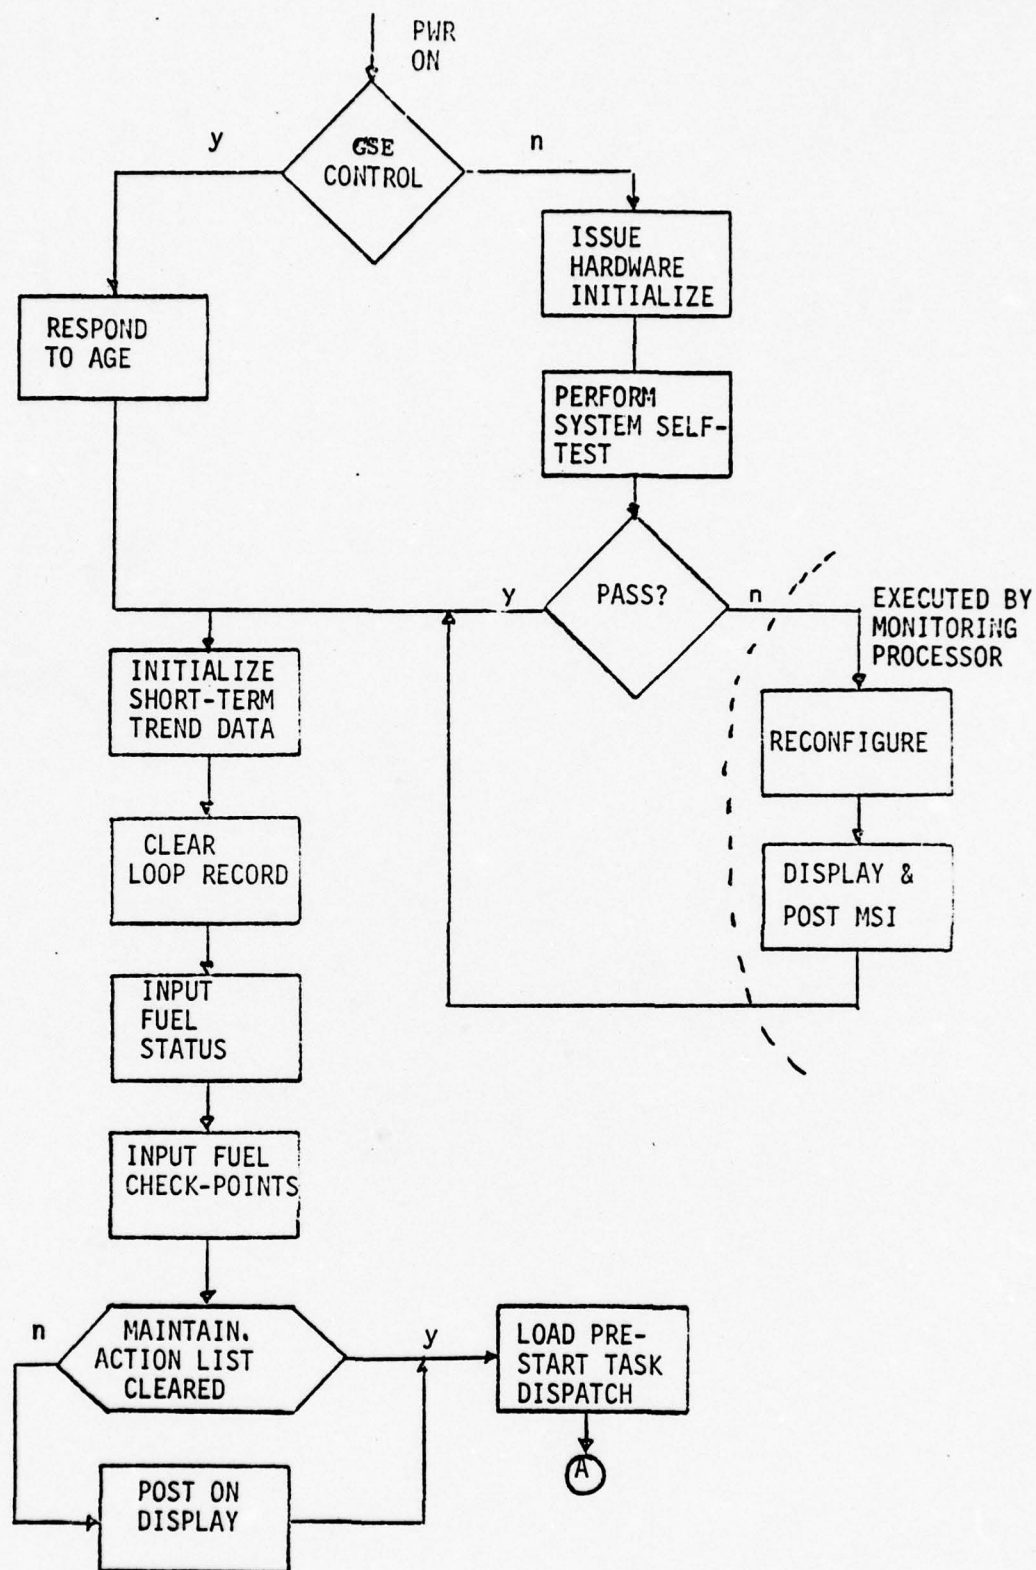 PWR
ON
y
n
GSE
CONTROL
ISSUE
HARDWARE
INITIALIZE
RESPOND
TO AGE
PERFORM
SYSTEM SELF-
TEST
y
PASS?
n
EXECUTED BY
MONITORING
PROCESSOR
INITIALIZE
SHORT-TERM
TREND DATA
RECONFIGURE
CLEAR
LOOP RECORD
DISPLAY &
POST MSI
INPUT
FUEL
STATUS
INPUT FUEL
CHECK-POINTS
n
MAINTAIN.
ACTION LIST
CLEARED
y
LOAD PRE-
START TASK
DISPATCH
A
POST ON
DISPLAY